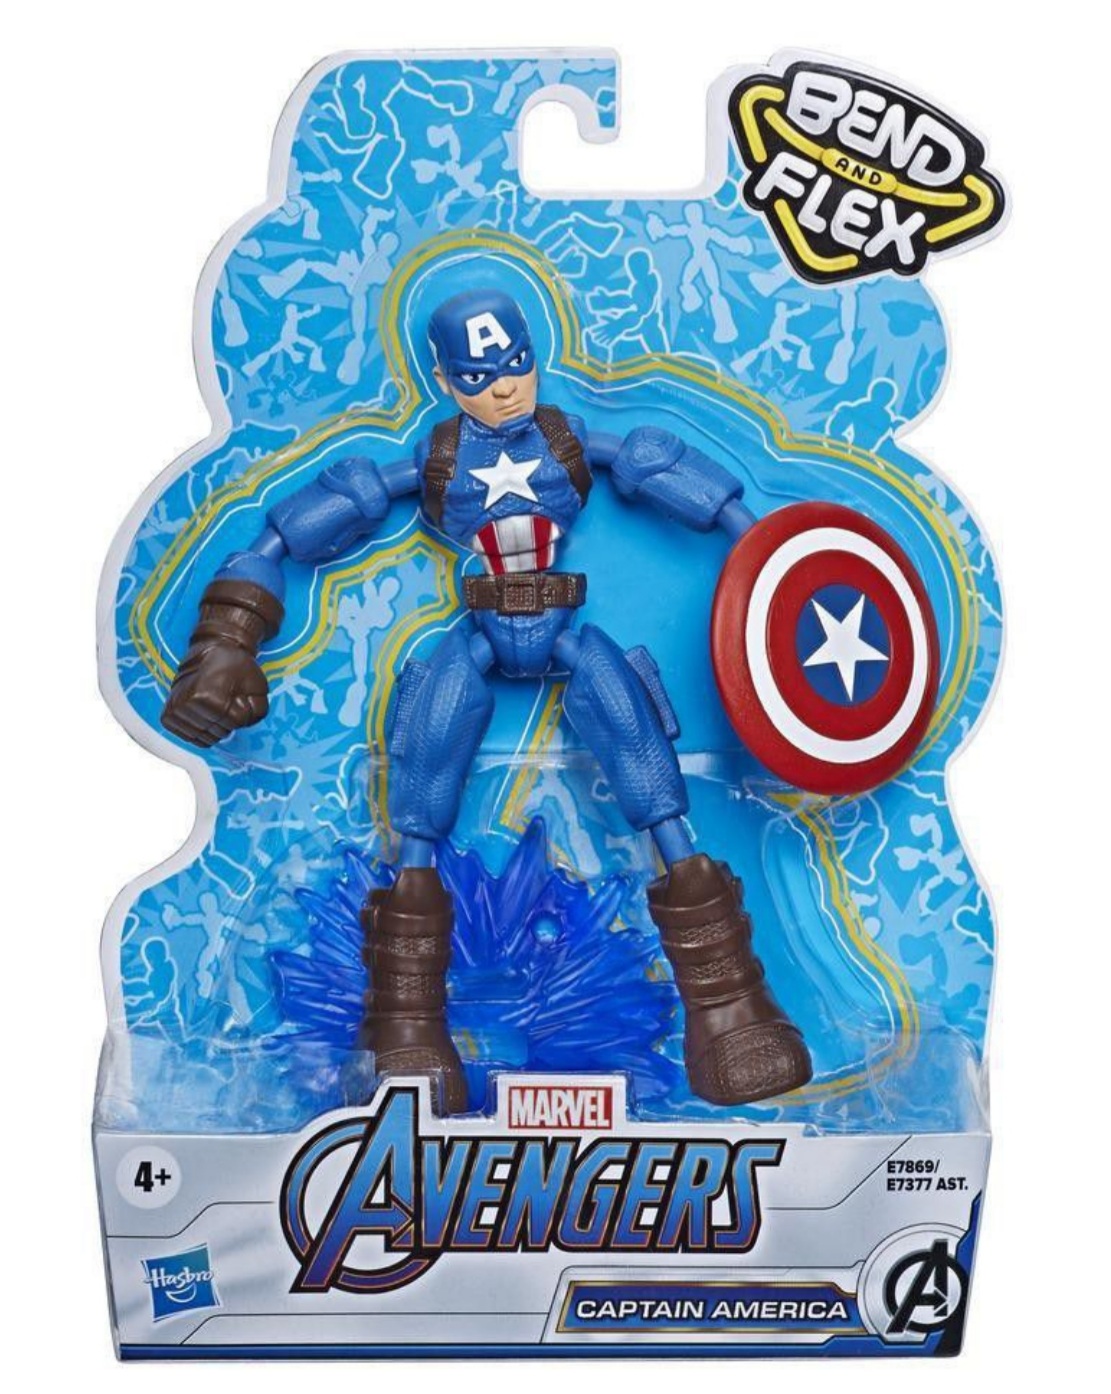 BEND
AND
FLEX
A
MARVEL
AVENGERS
4+
E7869/
E7377 AST.
Hasbro
CAPTAIN AMERICA
A